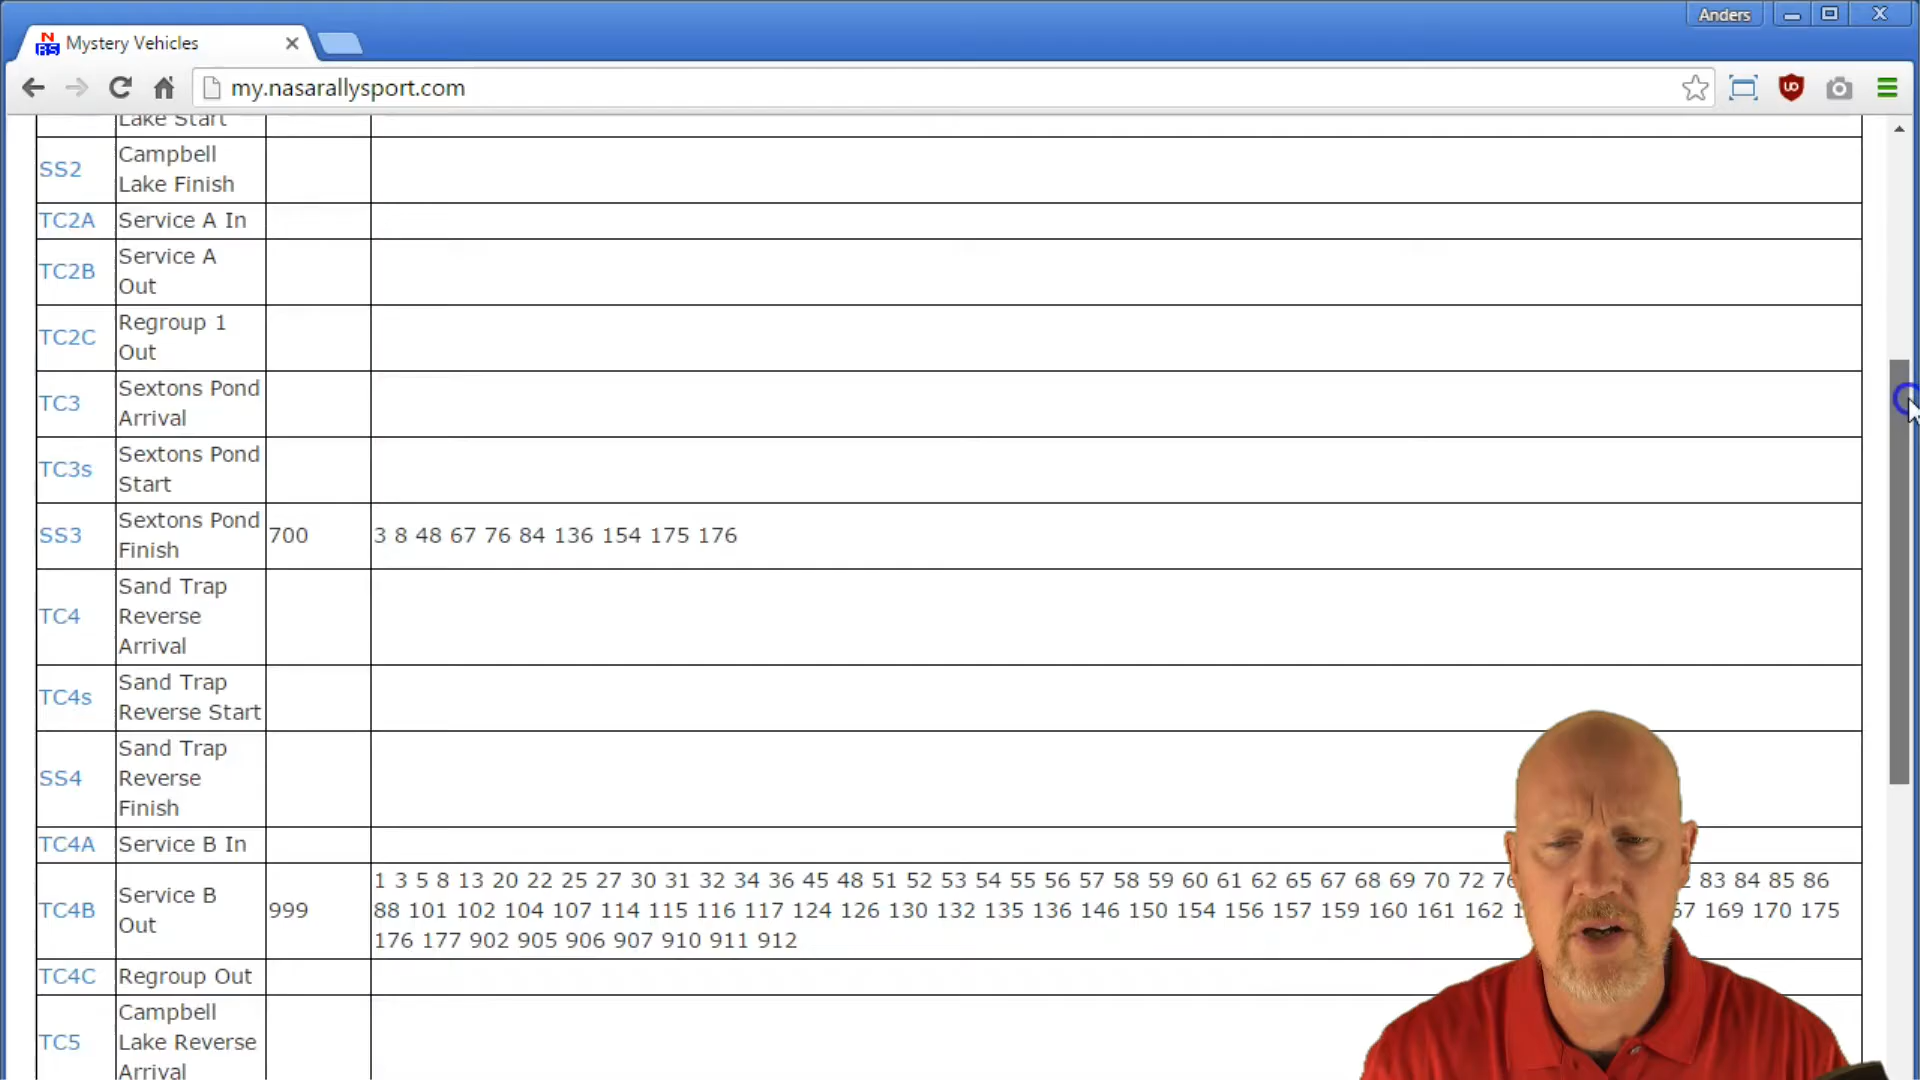 Anders
NRS Mystery Vehicles
my.nasarallysport.com
Lake Start
SS2
Campbell
Lake Finish
TC2A
Service A In
TC2B
Service A
Out
TC2C
Regroup 1
Out
TC3
Sextons Pond
Arrival
TC3s
Sextons Pond
Start
SS3
Sextons Pond
Finish
700
3 8 48 67 76 84 136 154 175 176
TC4
Sand Trap
Reverse
Arrival
TC4s
Sand Trap
Reverse Start
SS4
Sand Trap
Reverse
Finish
TC4A
Service B In
TC4B
Service B
Out
999
1 3 5 8 13 20 22 25 27 30 31 32 34 36 45 48 51 52 53 54 55 56 57 58 59 60 61 62 65 67 68 69 70 72 83 84 85 86
88 101 102 104 107 114 115 116 117 124 126 130 132 135 136 146 150 154 156 157 159 160 161 162 169 170 175
176 177 902 905 906 907 910 911 912
TC4C
Regroup Out
TC5
Campbell
Lake Reverse
Arrival